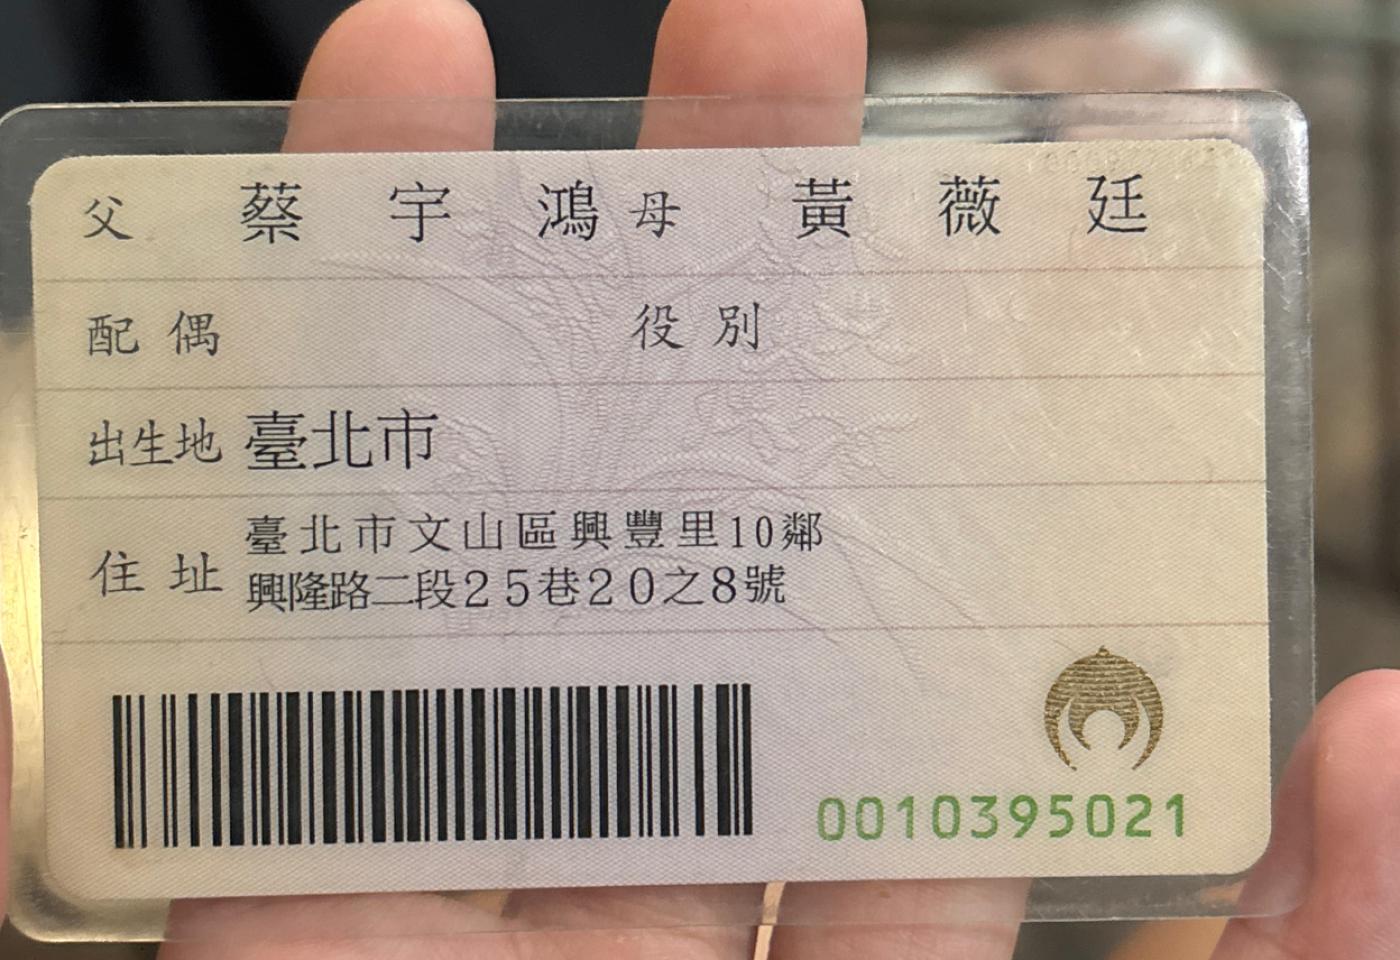 父 蔡宇鴻 母 黃薇廷
配偶 役別
出生地 臺北市
住址 臺北市文山區興豐里10鄰
興隆路二段25巷20之8號
0010395021